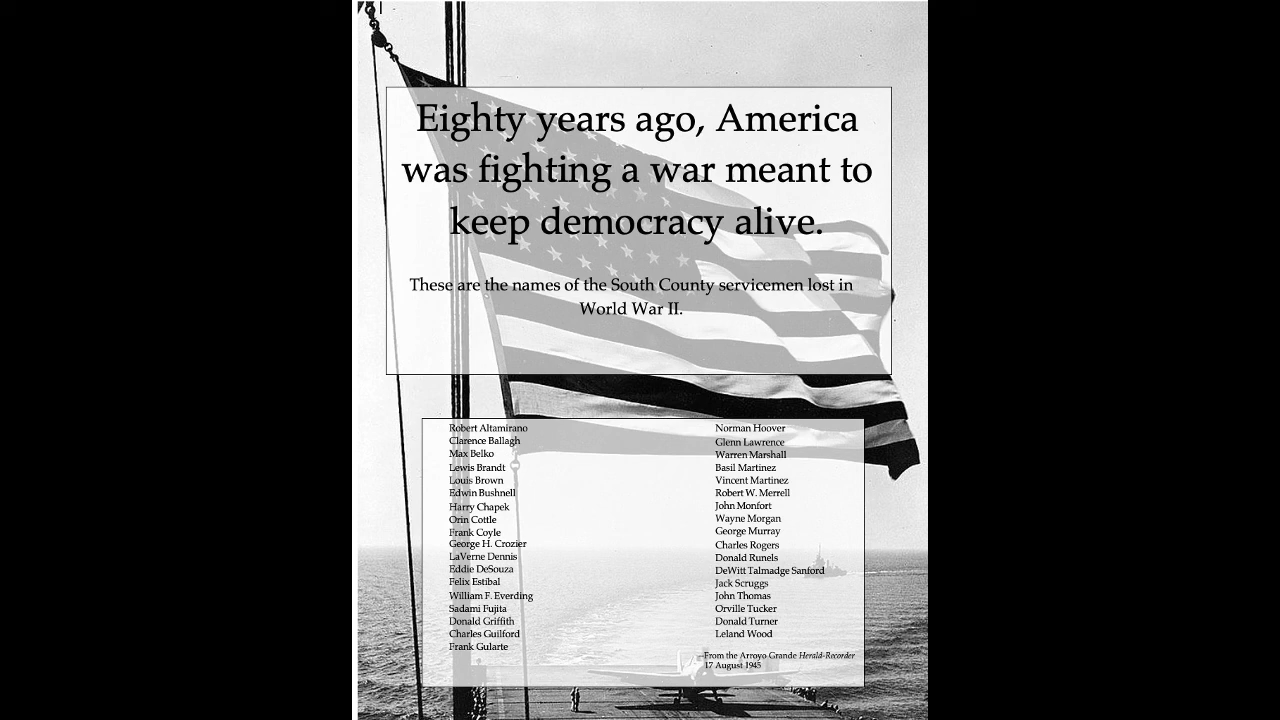 Eighty years ago, America
was fighting a war meant to
keep democracy alive.
These are the names of the South County servicemen lost in
World War II.
Robert Altamirano
Clarence Ballagh
Max Belko
Lewis Brandt
Louis Brown
Edwin Bushnell
Harry Chapek
Orin Cottle
Frank Coyle
George H. Crozier
LaVerne Dennis
Eddie DeSouza
Felix Estibal
William F. Everding
Sadami Fujita
Donald Griffith
Charles Guilford
Frank Gularte
Norman Hoover
Glenn Lawrence
Warren Marshall
Basil Martinez
Vincent Martinez
Robert W. Merrell
John Monfort
Wayne Morgan
George Murray
Charles Rogers
Donald Runels
DeWitt Talmadge Sanford
Jack Scruggs
John Thomas
Orville Tucker
Donald Turner
Leland Wood
From the Arroyo Grande Herald-Recorder
17 August 1945